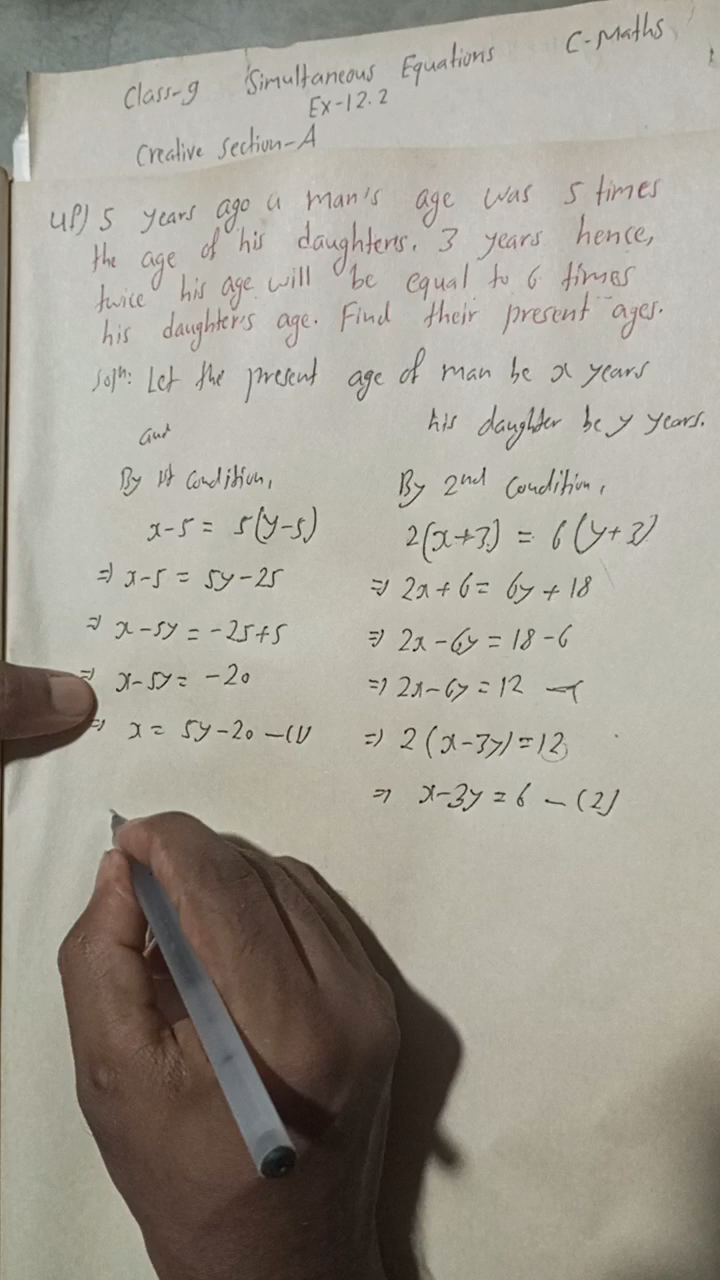 C-Maths
Class-9 Simultaneous Equations
Ex-12.2
Creative Section-A
4P) 5 years ago a man's age was 5 times
the age of his daughters. 3 years hence,
twice his age will be equal to 6 times
his daughter's age. Find their present ages.
Solⁿ: Let the present age of man be x years
and his daughter be y years.
By 1st Condition,
x-5 = 5(y-5)
⇒ x-5 = 5y-25
⇒ x-5y = -25+5
⇒ x-5y = -20
⇒ x = 5y-20 -(1)
By 2nd Condition,
2(x+3) = 6(y+3)
⇒ 2x+6 = 6y+18
⇒ 2x-6y = 18-6
⇒ 2x-6y = 12
⇒ 2(x-3y)=12
⇒ x-3y = 6 -(2)